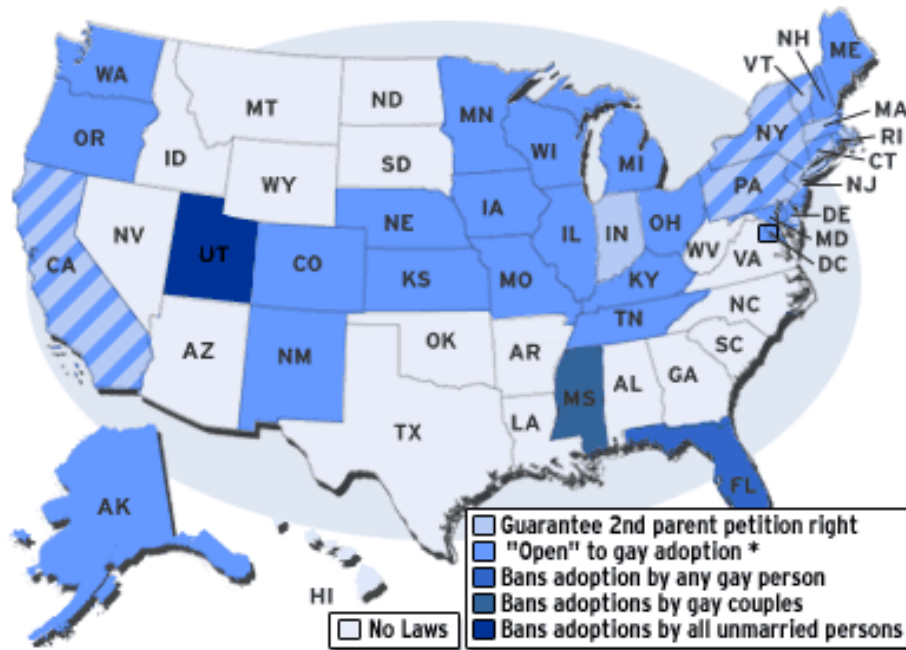 NH
ME
VT
WA
MT
ND
MN
MA
OR
NY
RI
ID
SD
WI
MI
CT
WY
PA
NJ
IA
NE
OH
DE
NV
IL
IN
MD
UT
CO
WV
CA
VA
DC
KS
MO
KY
NC
TN
OK
AZ
NM
AR
SC
MS
AL
GA
LA
TX
FL
AK
HI
Guarantee 2nd parent petition right
"Open" to gay adoption *
Bans adoption by any gay person
Bans adoptions by gay couples
No Laws
Bans adoptions by all unmarried persons